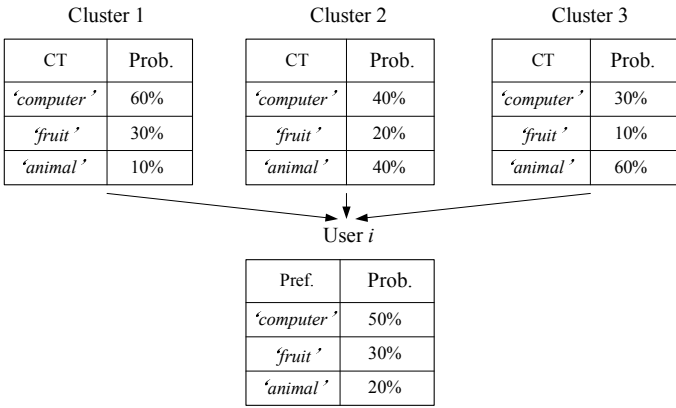 Cluster 1 Cluster 2 Cluster 3
CT Prob. CT Prob. CT Prob.
‘computer’ 60% ‘computer’ 40% ‘computer’ 30%
‘fruit’ 30% ‘fruit’ 20% ‘fruit’ 10%
‘animal’ 10% ‘animal’ 40% ‘animal’ 60%
User i
Pref. Prob.
‘computer’ 50%
‘fruit’ 30%
‘animal’ 20%